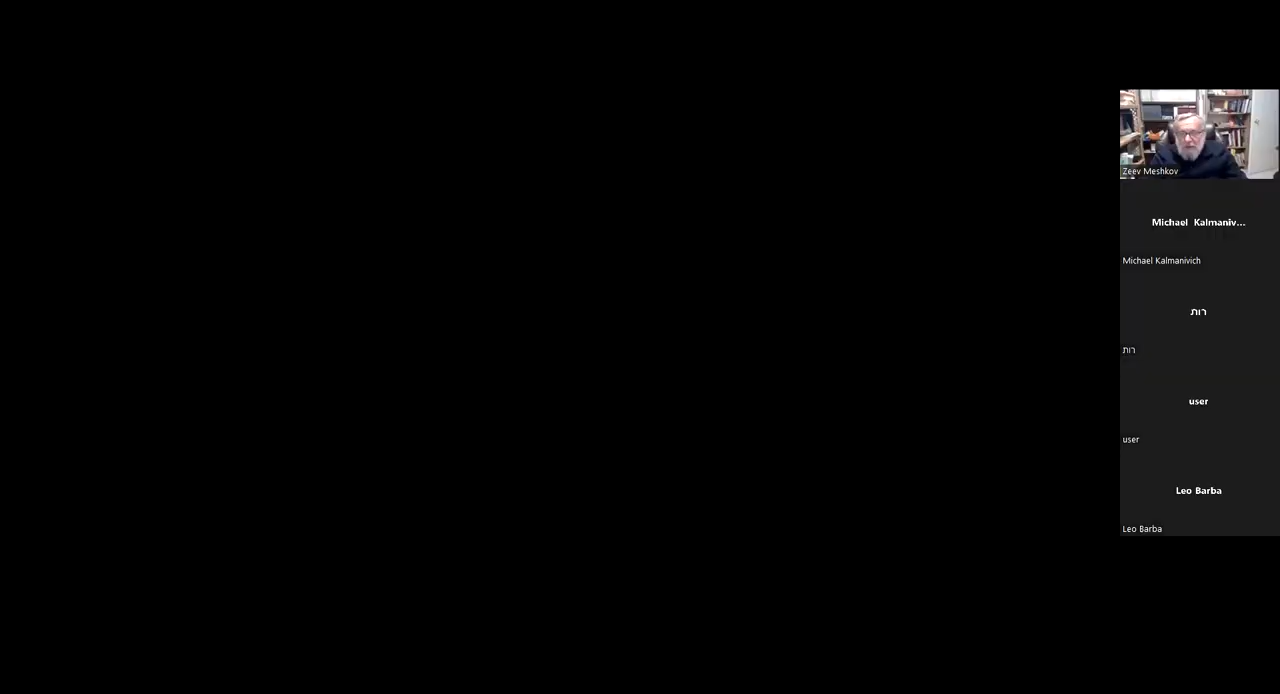 Zeev Meshkov
Michael Kalmaniv...
Michael Kalmanivich
רות
רות
user
user
Leo Barba
Leo Barba